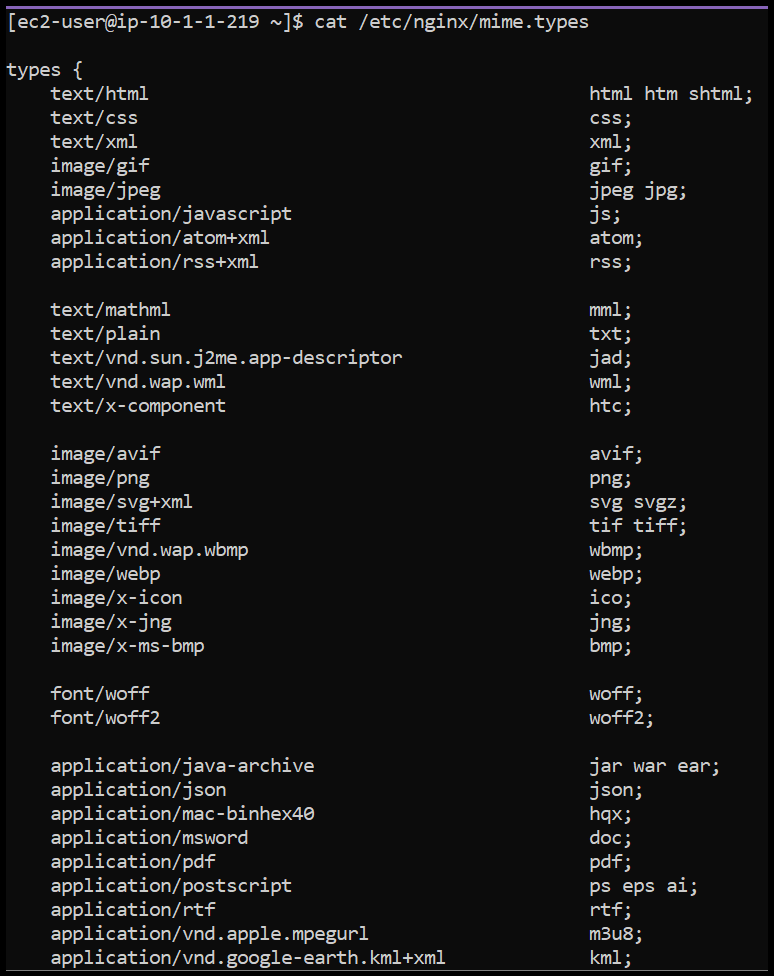 [ec2-user@ip-10-1-1-219 ~]$ cat /etc/nginx/mime.types
types {
text/html html htm shtml;
text/css css;
text/xml xml;
image/gif gif;
image/jpeg jpeg jpg;
application/javascript js;
application/atom+xml atom;
application/rss+xml rss;
text/mathml mml;
text/plain txt;
text/vnd.sun.j2me.app-descriptor jad;
text/vnd.wap.wml wml;
text/x-component htc;
image/avif avif;
image/png png;
image/svg+xml svg svgz;
image/tiff tif tiff;
image/vnd.wap.wbmp wbmp;
image/webp webp;
image/x-icon ico;
image/x-jng jng;
image/x-ms-bmp bmp;
font/woff woff;
font/woff2 woff2;
application/java-archive jar war ear;
application/json json;
application/mac-binhex40 hqx;
application/msword doc;
application/pdf pdf;
application/postscript ps eps ai;
application/rtf rtf;
application/vnd.apple.mpegurl m3u8;
application/vnd.google-earth.kml+xml kml;